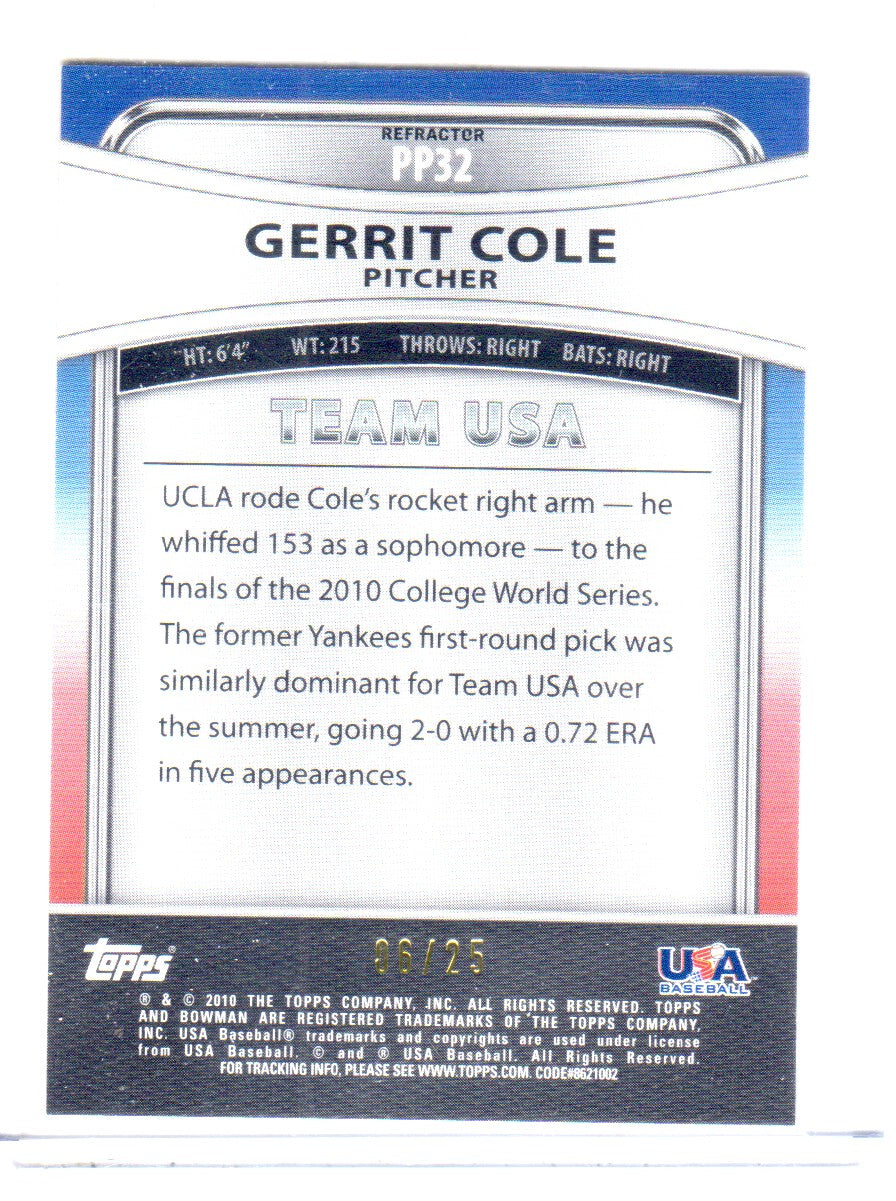 REFRACTOR
PP32
GERRIT COLE
PITCHER
HT: 6'4" WT: 215 THROWS: RIGHT BATS: RIGHT
TEAM USA
UCLA rode Cole's rocket right arm — he
whiffed 153 as a sophomore — to the
finals of the 2010 College World Series.
The former Yankees first-round pick was
similarly dominant for Team USA over
the summer, going 2-0 with a 0.72 ERA
in five appearances.
topps®
06/25
USA
BASEBALL™
® & © 2010 THE TOPPS COMPANY, INC. ALL RIGHTS RESERVED. TOPPS
AND BOWMAN ARE REGISTERED TRADEMARKS OF THE TOPPS COMPANY,
INC. USA Baseball® trademarks and copyrights are used under license
from USA Baseball. © and ® USA Baseball. All Rights Reserved.
FOR TRACKING INFO, PLEASE SEE WWW.TOPPS.COM. CODE#8621002